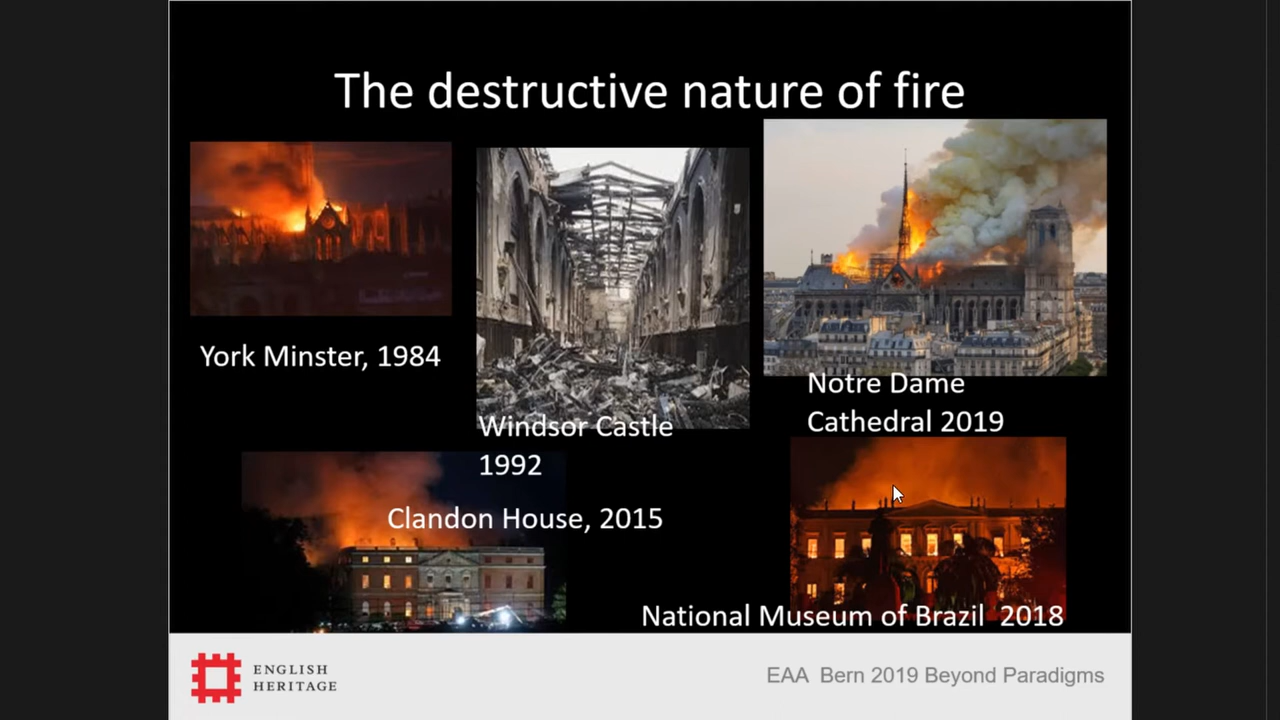 The destructive nature of fire
York Minster, 1984
Windsor Castle
1992
Notre Dame
Cathedral 2019
Clandon House, 2015
National Museum of Brazil  2018
ENGLISH
HERITAGE
EAA  Bern 2019 Beyond Paradigms